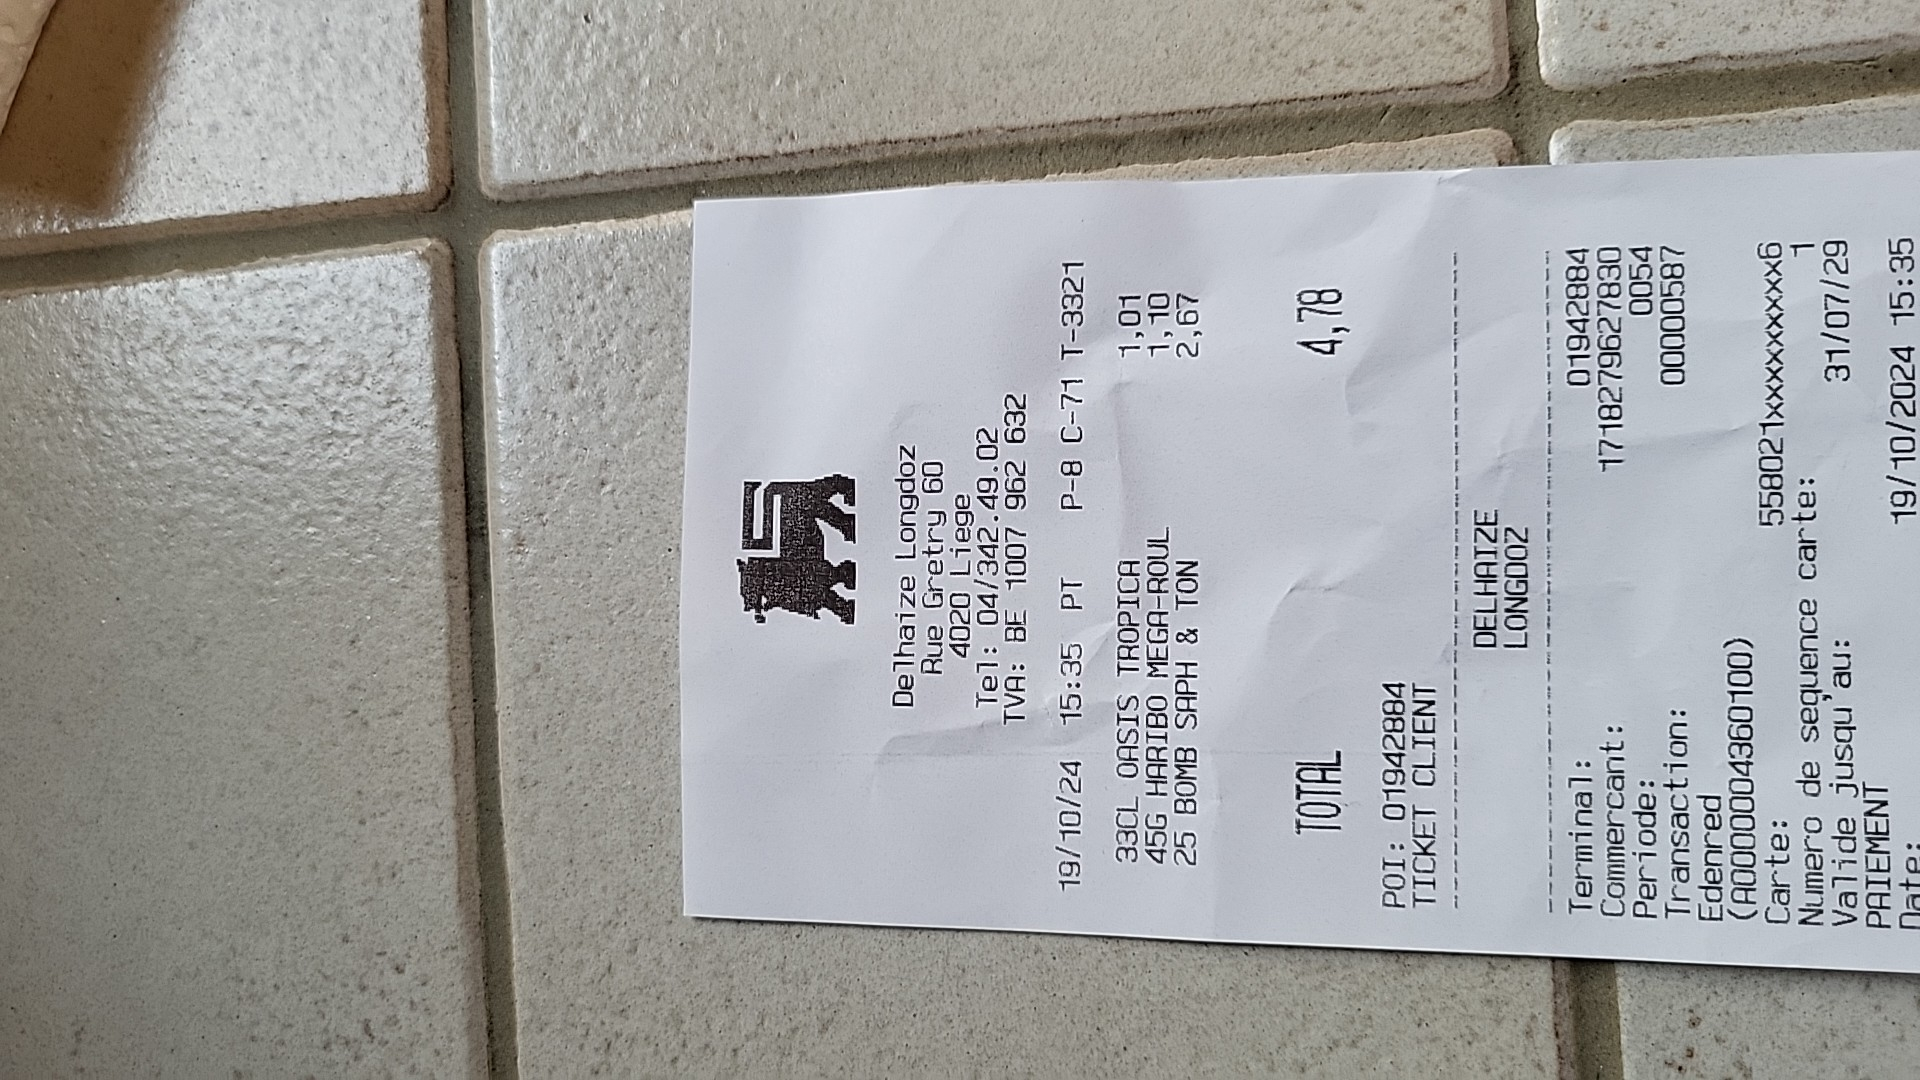 Delhaize Longdoz
Rue Gretry 60
4020 Liege
Tel: 04/342.49.02
TVA: BE 1007 962 632
19/10/24 15:35 PT P-8 C-71 T-3321
33CL OASIS TROPICA 1,01
45G HARIBO MEGA-ROUL 1,10
25 BOMB SAPH & TON 2,67
TOTAL 4,78
POI: 01942884
TICKET CLIENT
DELHAIZE
LONGDOZ
Terminal: 01942884
Commercant: 1718279627830
Periode: 0054
Transaction: 00000587
Edenred
(A0000004360100)
Carte: 558021xxxxxxxxxx6
Numero de sequence carte: 1
Valide jusqu'au: 31/07/29
PAIEMENT
Date: 19/10/2024 15:35